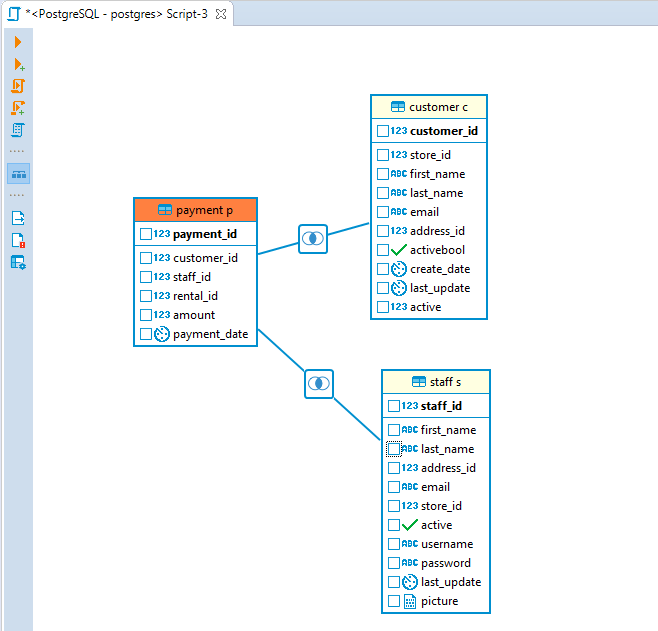 *<PostgreSQL - postgres> Script-3
customer c
123 customer_id
123 store_id
ABC first_name
ABC last_name
ABC email
123 address_id
activebool
create_date
last_update
123 active
payment p
123 payment_id
123 customer_id
123 staff_id
123 rental_id
123 amount
payment_date
staff s
123 staff_id
ABC first_name
ABC last_name
123 address_id
ABC email
123 store_id
active
ABC username
ABC password
last_update
picture